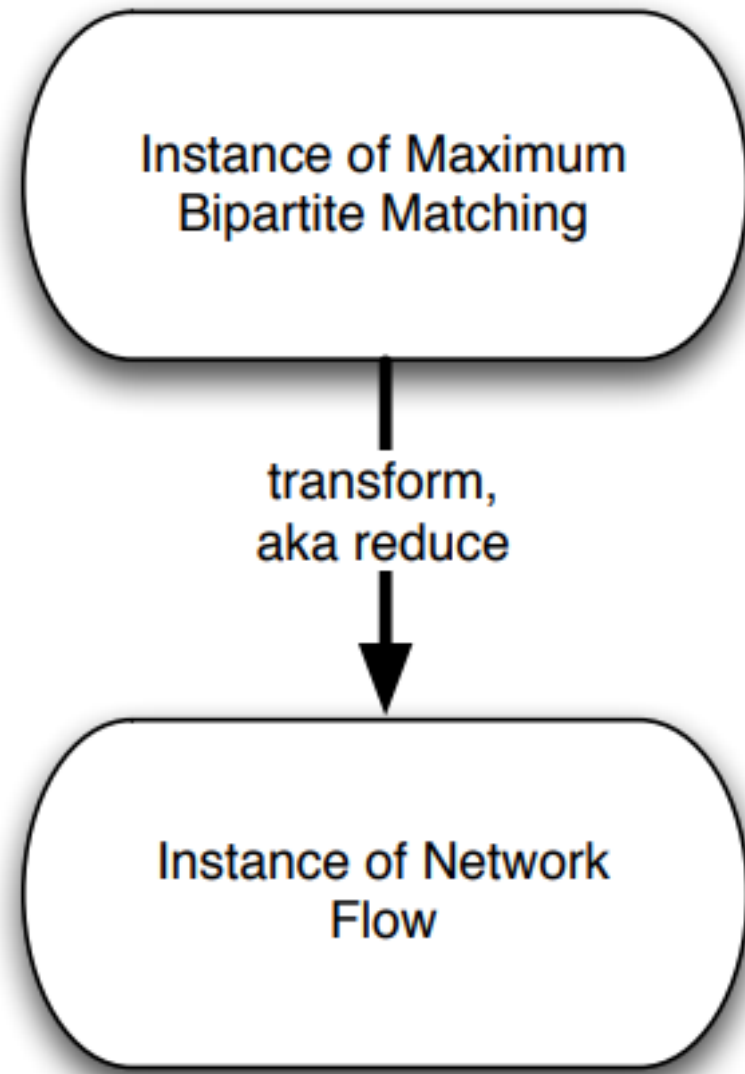 Instance of Maximum
Bipartite Matching
transform,
aka reduce
Instance of Network
Flow